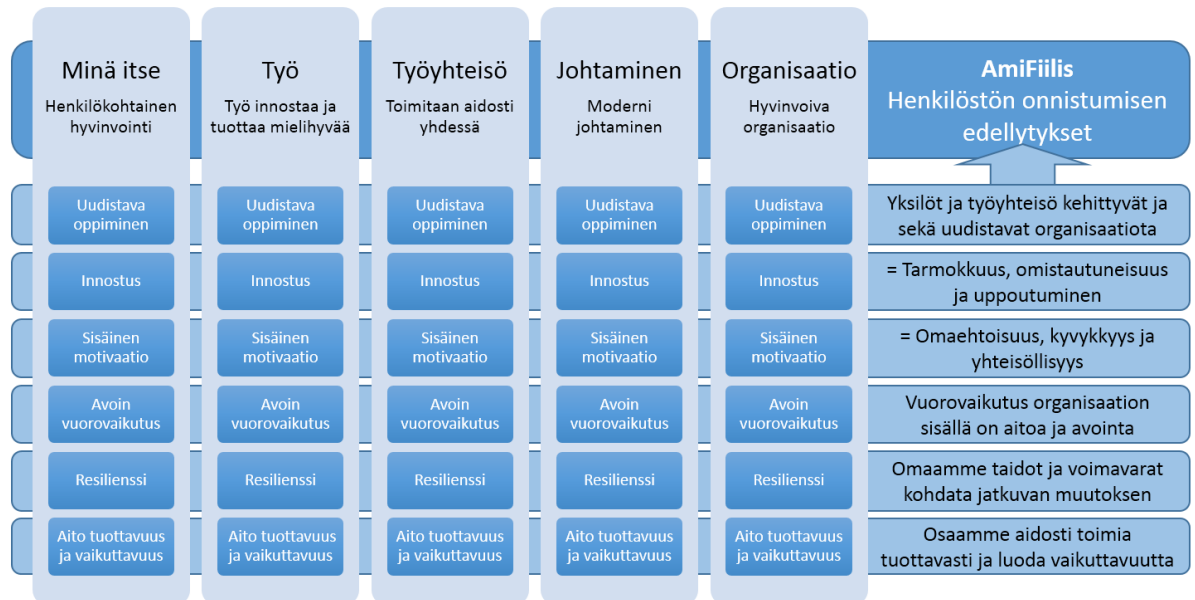 Minä itse
Henkilökohtainen
hyvinvointi
Työ
Työ innostaa ja
tuottaa mielihyvää
Työyhteisö
Toimitaan aidosti
yhdessä
Johtaminen
Moderni
johtaminen
Organisaatio
Hyvinvoiva
organisaatio
AmiFiilis
Henkilöstön onnistumisen
edellytykset
Uudistava
oppiminen
Uudistava
oppiminen
Uudistava
oppiminen
Uudistava
oppiminen
Uudistava
oppiminen
Yksilöt ja työyhteisö kehittyvät ja
sekä uudistavat organisaatiota
Innostus
Innostus
Innostus
Innostus
Innostus
= Tarmokkuus, omistautuneisuus
ja uppoutuminen
Sisäinen
motivaatio
Sisäinen
motivaatio
Sisäinen
motivaatio
Sisäinen
motivaatio
Sisäinen
motivaatio
= Omaehtoisuus, kyvykkyys ja
yhteisöllisyys
Avoin
vuorovaikutus
Avoin
vuorovaikutus
Avoin
vuorovaikutus
Avoin
vuorovaikutus
Avoin
vuorovaikutus
Vuorovaikutus organisaation
sisällä on aitoa ja avointa
Resilienssi
Resilienssi
Resilienssi
Resilienssi
Resilienssi
Omaamme taidot ja voimavarat
kohdata jatkuvan muutoksen
Aito tuottavuus
ja vaikuttavuus
Aito tuottavuus
ja vaikuttavuus
Aito tuottavuus
ja vaikuttavuus
Aito tuottavuus
ja vaikuttavuus
Aito tuottavuus
ja vaikuttavuus
Osaamme aidosti toimia
tuottavasti ja luoda vaikuttavuutta